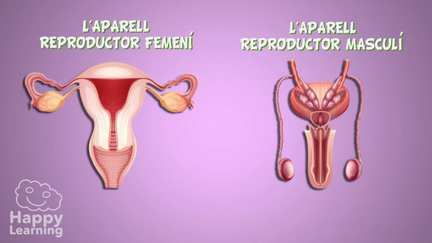 L'APARELL
REPRODUCTOR FEMENÍ
L'APARELL
REPRODUCTOR MASCULÍ
Happy
Learning